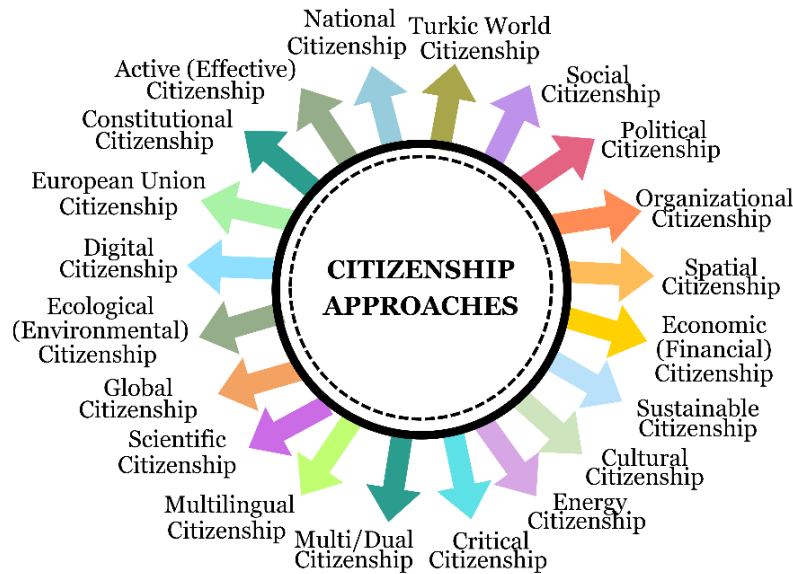 National
Citizenship
Turkic World
Citizenship
Social
Citizenship
Political
Citizenship
Organizational
Citizenship
Spatial
Citizenship
Economic
(Financial)
Citizenship
Sustainable
Citizenship
Cultural
Citizenship
Energy
Citizenship
Critical
Citizenship
Multi/Dual
Citizenship
Multilingual
Citizenship
Scientific
Citizenship
Global
Citizenship
Ecological
(Environmental)
Citizenship
Digital
Citizenship
European Union
Citizenship
Constitutional
Citizenship
Active (Effective)
Citizenship
CITIZENSHIP
APPROACHES